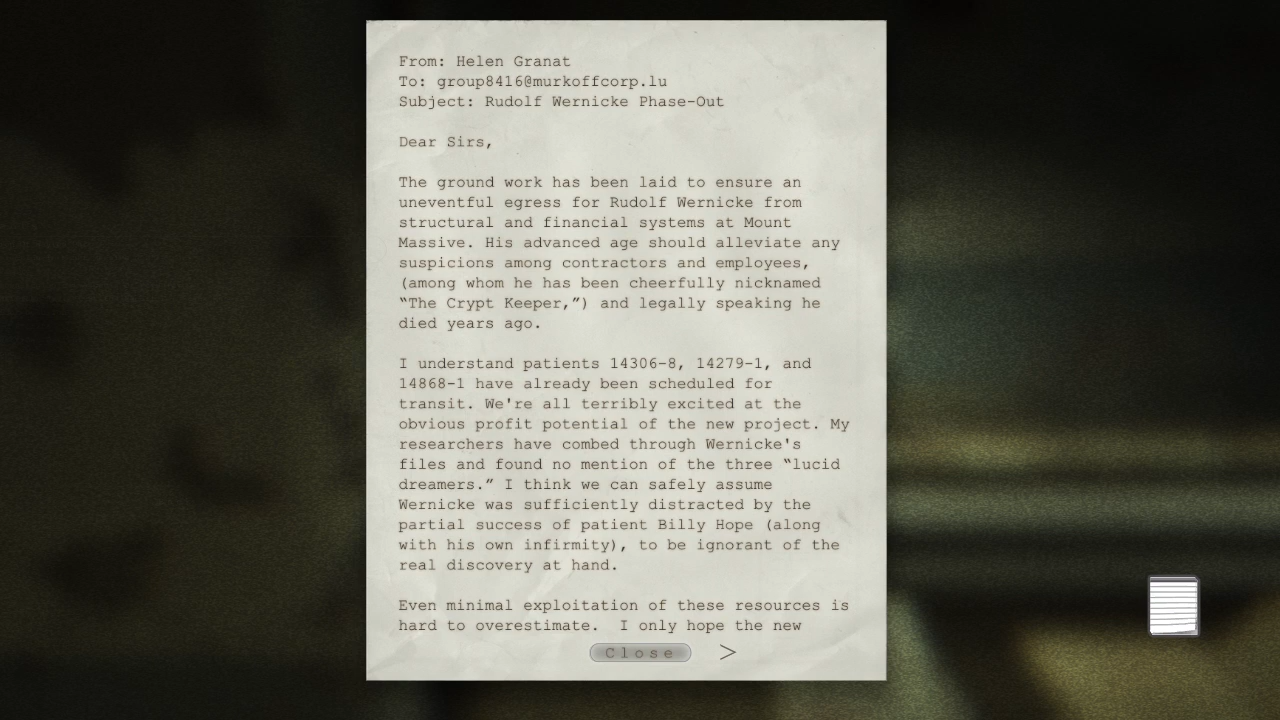 From: Helen Granat
To: group8416@murkoffcorp.lu
Subject: Rudolf Wernicke Phase-Out
Dear Sirs,
The ground work has been laid to ensure an
uneventful egress for Rudolf Wernicke from
structural and financial systems at Mount
Massive. His advanced age should alleviate any
suspicions among contractors and employees,
(among whom he has been cheerfully nicknamed
“The Crypt Keeper,”) and legally speaking he
died years ago.
I understand patients 14306-8, 14279-1, and
14868-1 have already been scheduled for
transit. We're all terribly excited at the
obvious profit potential of the new project. My
researchers have combed through Wernicke's
files and found no mention of the three “lucid
dreamers.” I think we can safely assume
Wernicke was sufficiently distracted by the
partial success of patient Billy Hope (along
with his own infirmity), to be ignorant of the
real discovery at hand.
Even minimal exploitation of these resources is
hard to overestimate.  I only hope the new
Close >